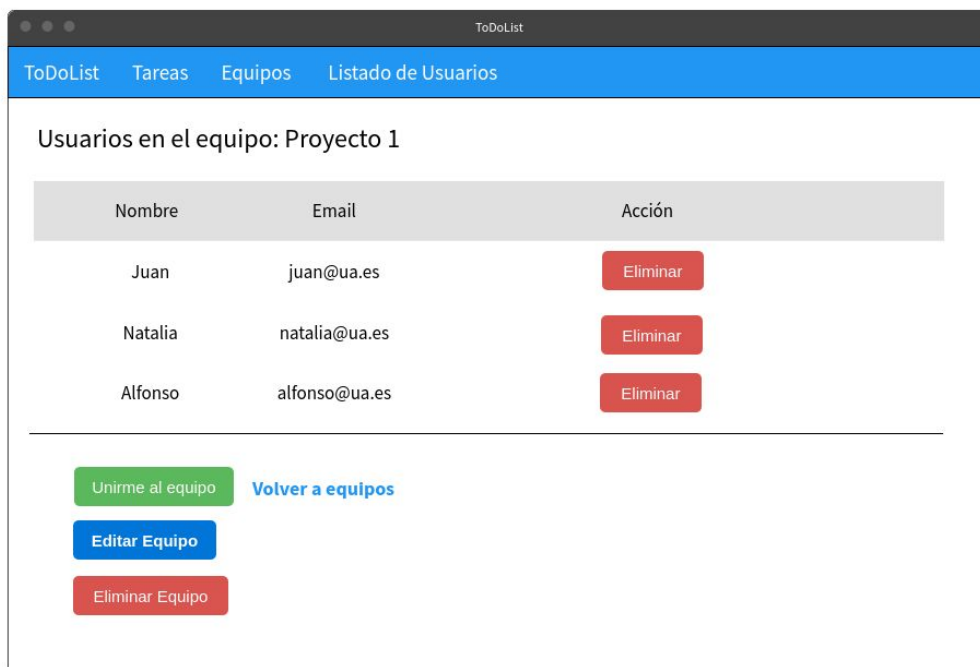 ToDoList
ToDoList Tareas Equipos Listado de Usuarios
Usuarios en el equipo: Proyecto 1
Nombre Email Acción
Juan juan@ua.es Eliminar
Natalia natalia@ua.es Eliminar
Alfonso alfonso@ua.es Eliminar
Unirme al equipo Volver a equipos
Editar Equipo
Eliminar Equipo